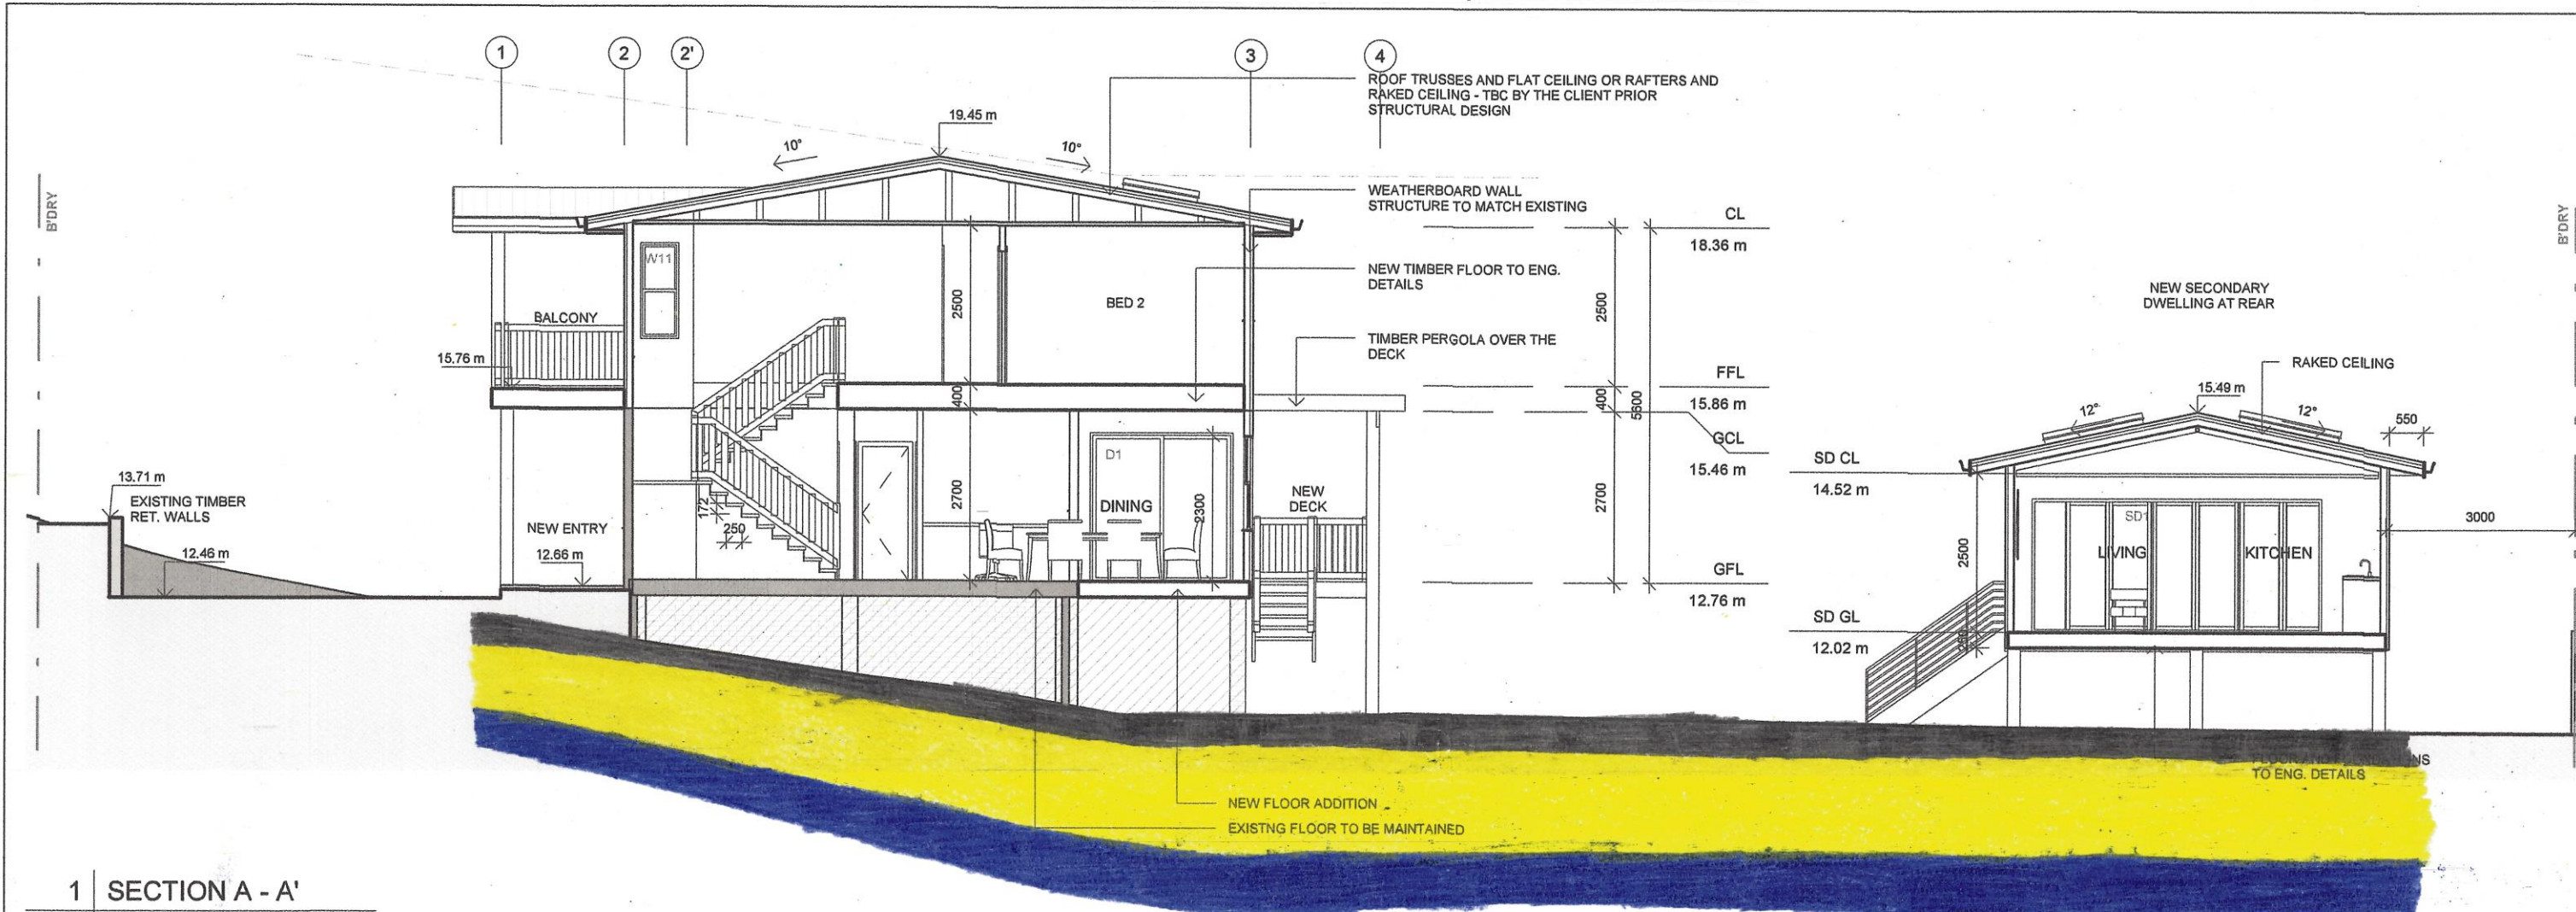 1
2
2'
3
4
ROOF TRUSSES AND FLAT CEILING OR RAFTERS AND
RAKED CEILING - TBC BY THE CLIENT PRIOR
STRUCTURAL DESIGN
19.45 m
10°
10°
B'DRY
WEATHERBOARD WALL
STRUCTURE TO MATCH EXISTING
CL
18.36 m
B'DRY
W11
NEW TIMBER FLOOR TO ENG.
DETAILS
BED 2
2500
2500
NEW SECONDARY
DWELLING AT REAR
BALCONY
TIMBER PERGOLA OVER THE
DECK
15.76 m
RAKED CEILING
FFL
15.86 m
400
400
5600
15.49 m
12°
12°
550
GCL
15.46 m
D1
SD CL
14.52 m
13.71 m
EXISTING TIMBER
RET. WALLS
2700
2700
DINING
2300
NEW
DECK
172
250
NEW ENTRY
12.66 m
12.46 m
SD1
3000
LIVING
KITCHEN
2500
GFL
12.76 m
SD GL
12.02 m
TO ENG. DETAILS
NEW FLOOR ADDITION
EXISTNG FLOOR TO BE MAINTAINED
1 SECTION A - A'